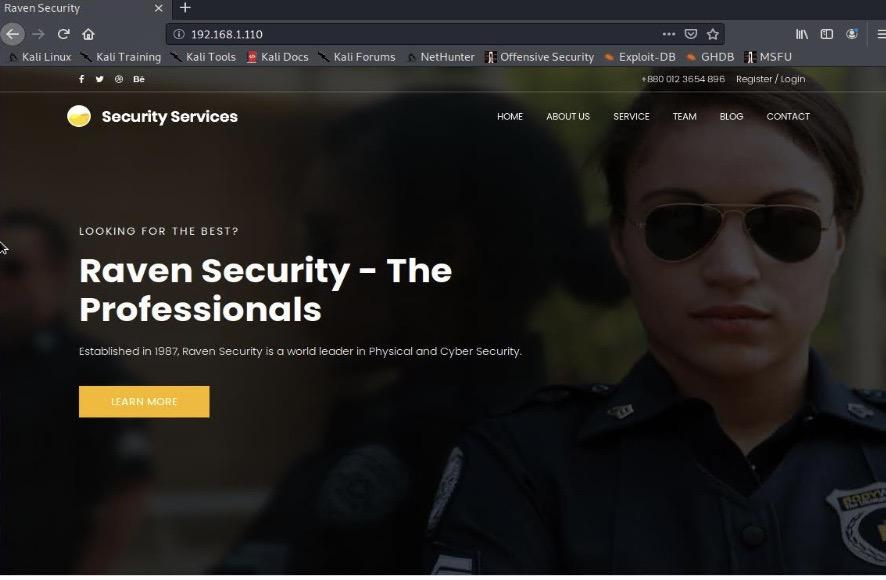 Raven Security
192.168.1.110
Kali Linux Kali Training Kali Tools Kali Docs Kali Forums NetHunter Offensive Security Exploit-DB GHDB MSFU
Bē +880 012 3654 896 Register / Login
Security Services HOME ABOUT US SERVICE TEAM BLOG CONTACT
LOOKING FOR THE BEST?
Raven Security - The
Professionals
Established in 1987, Raven Security is a world leader in Physical and Cyber Security.
LEARN MORE